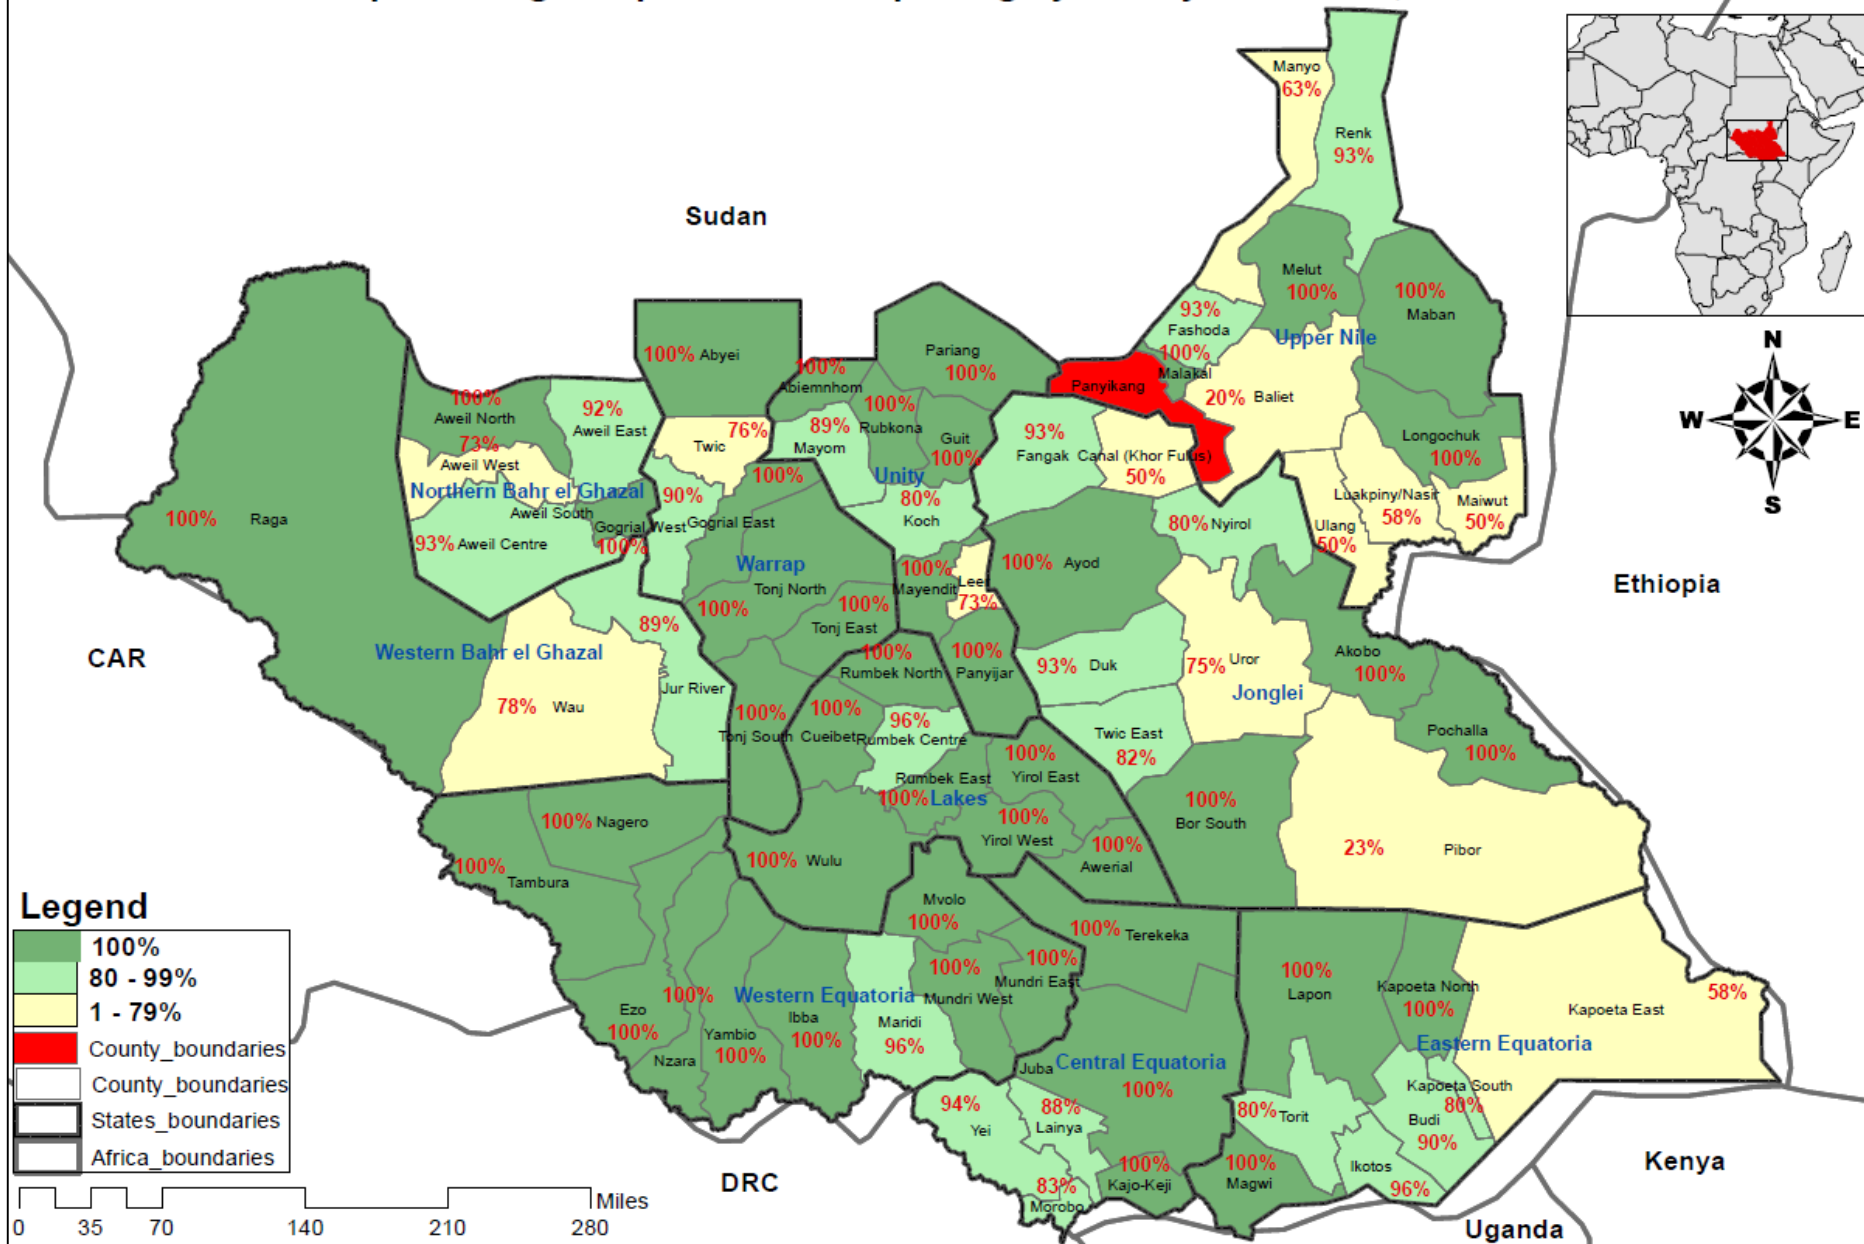 Manyo
63%
Renk
93%
Sudan
Melut
100%
100%
Maban
93%
Fashoda
Upper Nile
100%
Malakal
Panyikang
20% Baliet
Pariang
100%
100% Abyei
100%
Abiemnhom
100%
Rubkona
Guit
100%
89%
Mayom
Unity
80%
Koch
100%
Aweil North
92%
Aweil East
73%
Aweil West
Northern Bahr el Ghazal
Aweil South
93% Aweil Centre
76%
Twic
100%
90%
Gogrial West
Gogrial East
100%
93%
Fangak
Canal (Khor Fulus)
50%
Longochuk
100%
Luakpiny/Nasir
58%
Maiwut
50%
Ulang
50%
80% Nyirol
100% Raga
Warrap
Tonj North
100%
100%
Tonj East
100%
Mayendit
Leer
73%
100% Ayod
Ethiopia
CAR
Western Bahr el Ghazal
89%
Jur River
78% Wau
100%
Rumbek North
100%
Panyijar
93% Duk
75% Uror
Jonglei
Akobo
100%
Pochalla
100%
100%
Tonj South
100%
Cueibet
96%
Rumbek Centre
Twic East
82%
100%
Yirol East
Rumbek East
100% Lakes
100%
Yirol West
100%
Bor South
100%
Awerial
23% Pibor
100% Nagero
100%
Tambura
100% Wulu
Mvolo
100%
100% Terekeka
100%
Mundri East
100%
Mundri West
100%
Lapon
Kapoeta North
100%
Kapoeta East
58%
Ezo
100%
100%
Nzara
Yambio
100%
Western Equatoria
Ibba
100%
Maridi
96%
Juba
Central Equatoria
100%
Eastern Equatoria
Kapoeta South
80%
Budi
90%
94%
Yei
88%
Lainya
80% Torit
83%
Morobo
100%
Kajo-Keji
100%
Magwi
Ikotos
96%
DRC
Kenya
Uganda
N
W
E
S
Legend
100%
80 - 99%
1 - 79%
County_boundaries
County_boundaries
States_boundaries
Africa_boundaries
Miles
0 35 70 140 210 280